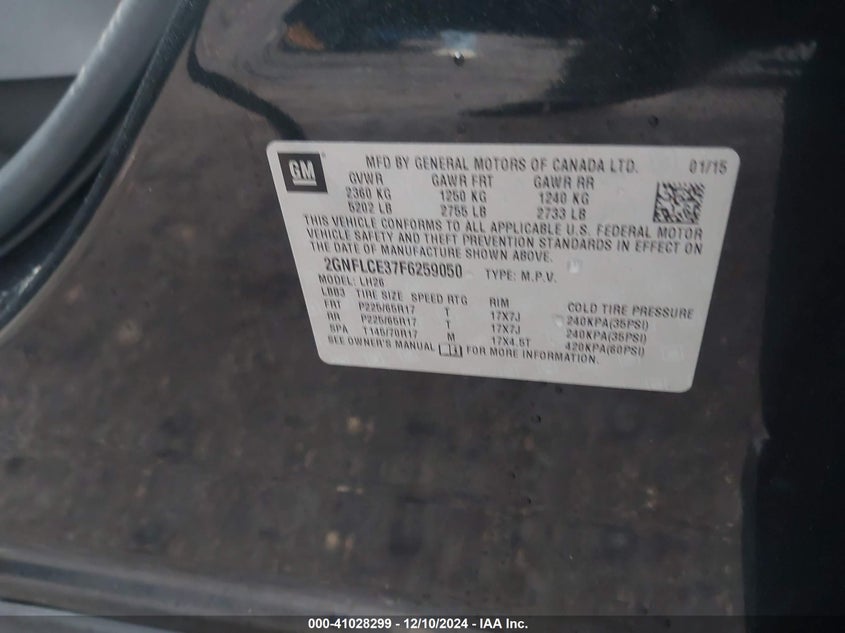 GM
MFD BY GENERAL MOTORS OF CANADA LTD. 01/15
GVWR GAWR FRT GAWR RR
2360 KG 1250 KG 1240 KG
5202 LB 2755 LB 2733 LB
THIS VEHICLE CONFORMS TO ALL APPLICABLE U.S. FEDERAL MOTOR
VEHICLE SAFETY AND THEFT PREVENTION STANDARDS IN EFFECT ON
THE DATE OF MANUFACTURE SHOWN ABOVE.
2GNFLCE37F6259050 TYPE: M.P.V.
MODEL: LH26
LBB3 TIRE SIZE SPEED RTG RIM COLD TIRE PRESSURE
FRT P225/65R17 T 17X7J 240KPA(35PSI)
RR P225/65R17 T 17X7J 240KPA(35PSI)
SPA T145/70R17 M 17X4.5T 420KPA(60PSI)
SEE OWNER'S MANUAL FOR MORE INFORMATION.
000-41028299 - 12/10/2024 - IAA Inc.